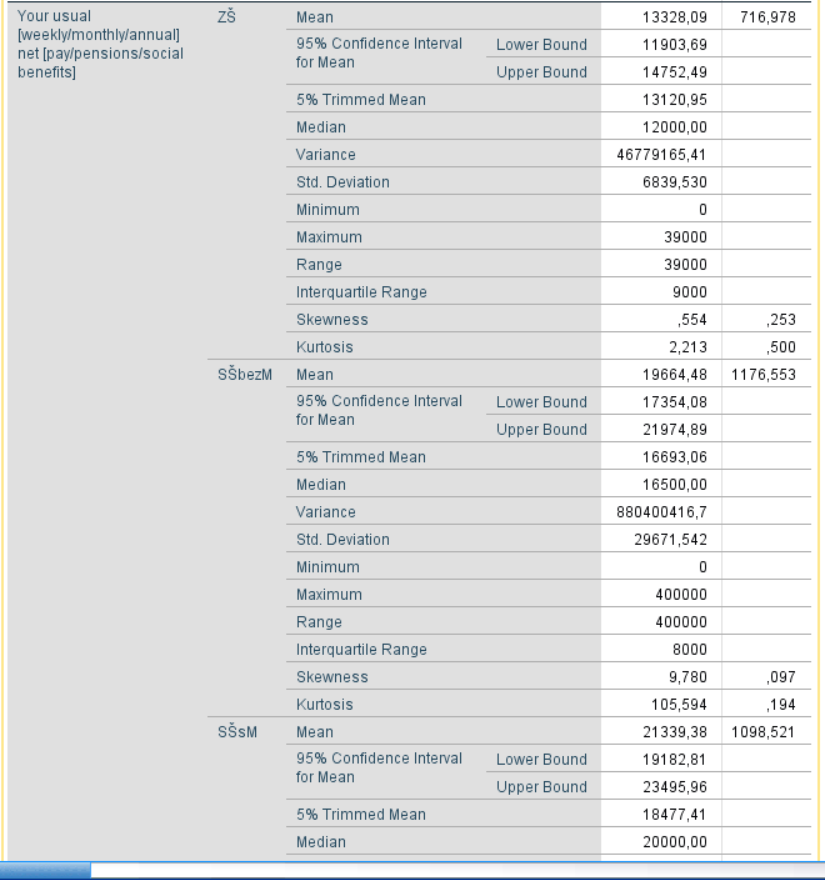 Your usual [weekly/monthly/annual] net [pay/pensions/social benefits]
ZŠ Mean 13328,09 716,978
95% Confidence Interval for Mean Lower Bound 11903,69
Upper Bound 14752,49
5% Trimmed Mean 13120,95
Median 12000,00
Variance 46779165,41
Std. Deviation 6839,530
Minimum 0
Maximum 39000
Range 39000
Interquartile Range 9000
Skewness ,554 ,253
Kurtosis 2,213 ,500
SŠbezM Mean 19664,48 1176,553
95% Confidence Interval for Mean Lower Bound 17354,08
Upper Bound 21974,89
5% Trimmed Mean 16693,06
Median 16500,00
Variance 880400416,7
Std. Deviation 29671,542
Minimum 0
Maximum 400000
Range 400000
Interquartile Range 8000
Skewness 9,780 ,097
Kurtosis 105,594 ,194
SŠsM Mean 21339,38 1098,521
95% Confidence Interval for Mean Lower Bound 19182,81
Upper Bound 23495,96
5% Trimmed Mean 18477,41
Median 20000,00